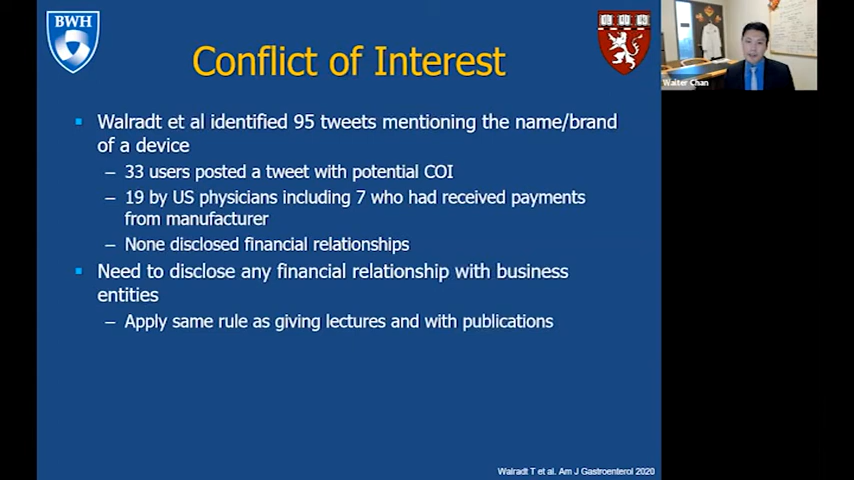 BWH
Conflict of Interest
Walter Chan
▪ Walradt et al identified 95 tweets mentioning the name/brand
of a device
– 33 users posted a tweet with potential COI
– 19 by US physicians including 7 who had received payments
from manufacturer
– None disclosed financial relationships
▪ Need to disclose any financial relationship with business
entities
– Apply same rule as giving lectures and with publications
Walradt T et al. Am J Gastroenterol 2020